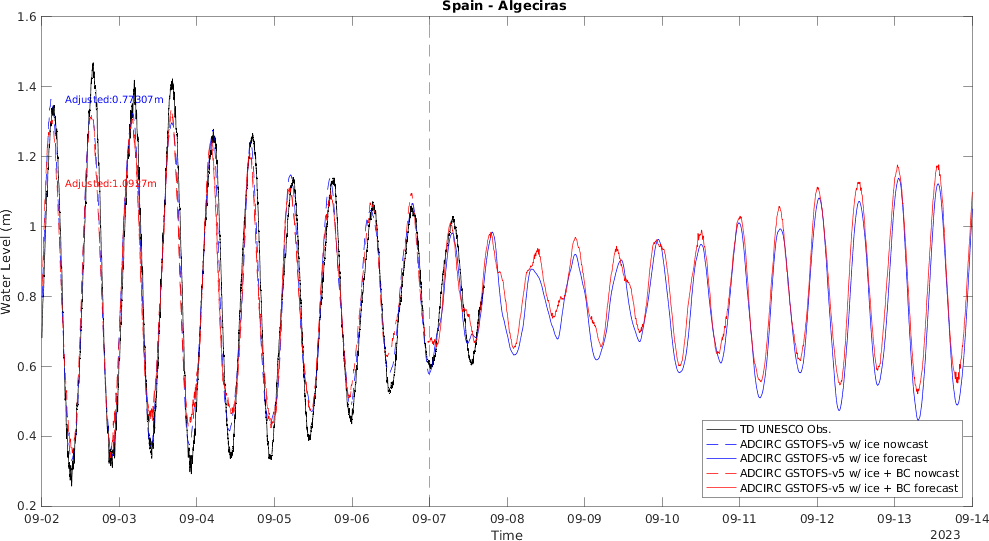 Spain - Algeciras
1.6
1.4
1.2
1
0.8
0.6
0.4
0.2
Water Level (m)
Adjusted:0.77307m
Adjusted:1.0957m
TD UNESCO Obs.
ADCIRC GSTOFS-v5 w/ ice nowcast
ADCIRC GSTOFS-v5 w/ ice forecast
ADCIRC GSTOFS-v5 w/ ice + BC nowcast
ADCIRC GSTOFS-v5 w/ ice + BC forecast
09-02 09-03 09-04 09-05 09-06 09-07 09-08 09-09 09-10 09-11 09-12 09-13 09-14
Time
2023